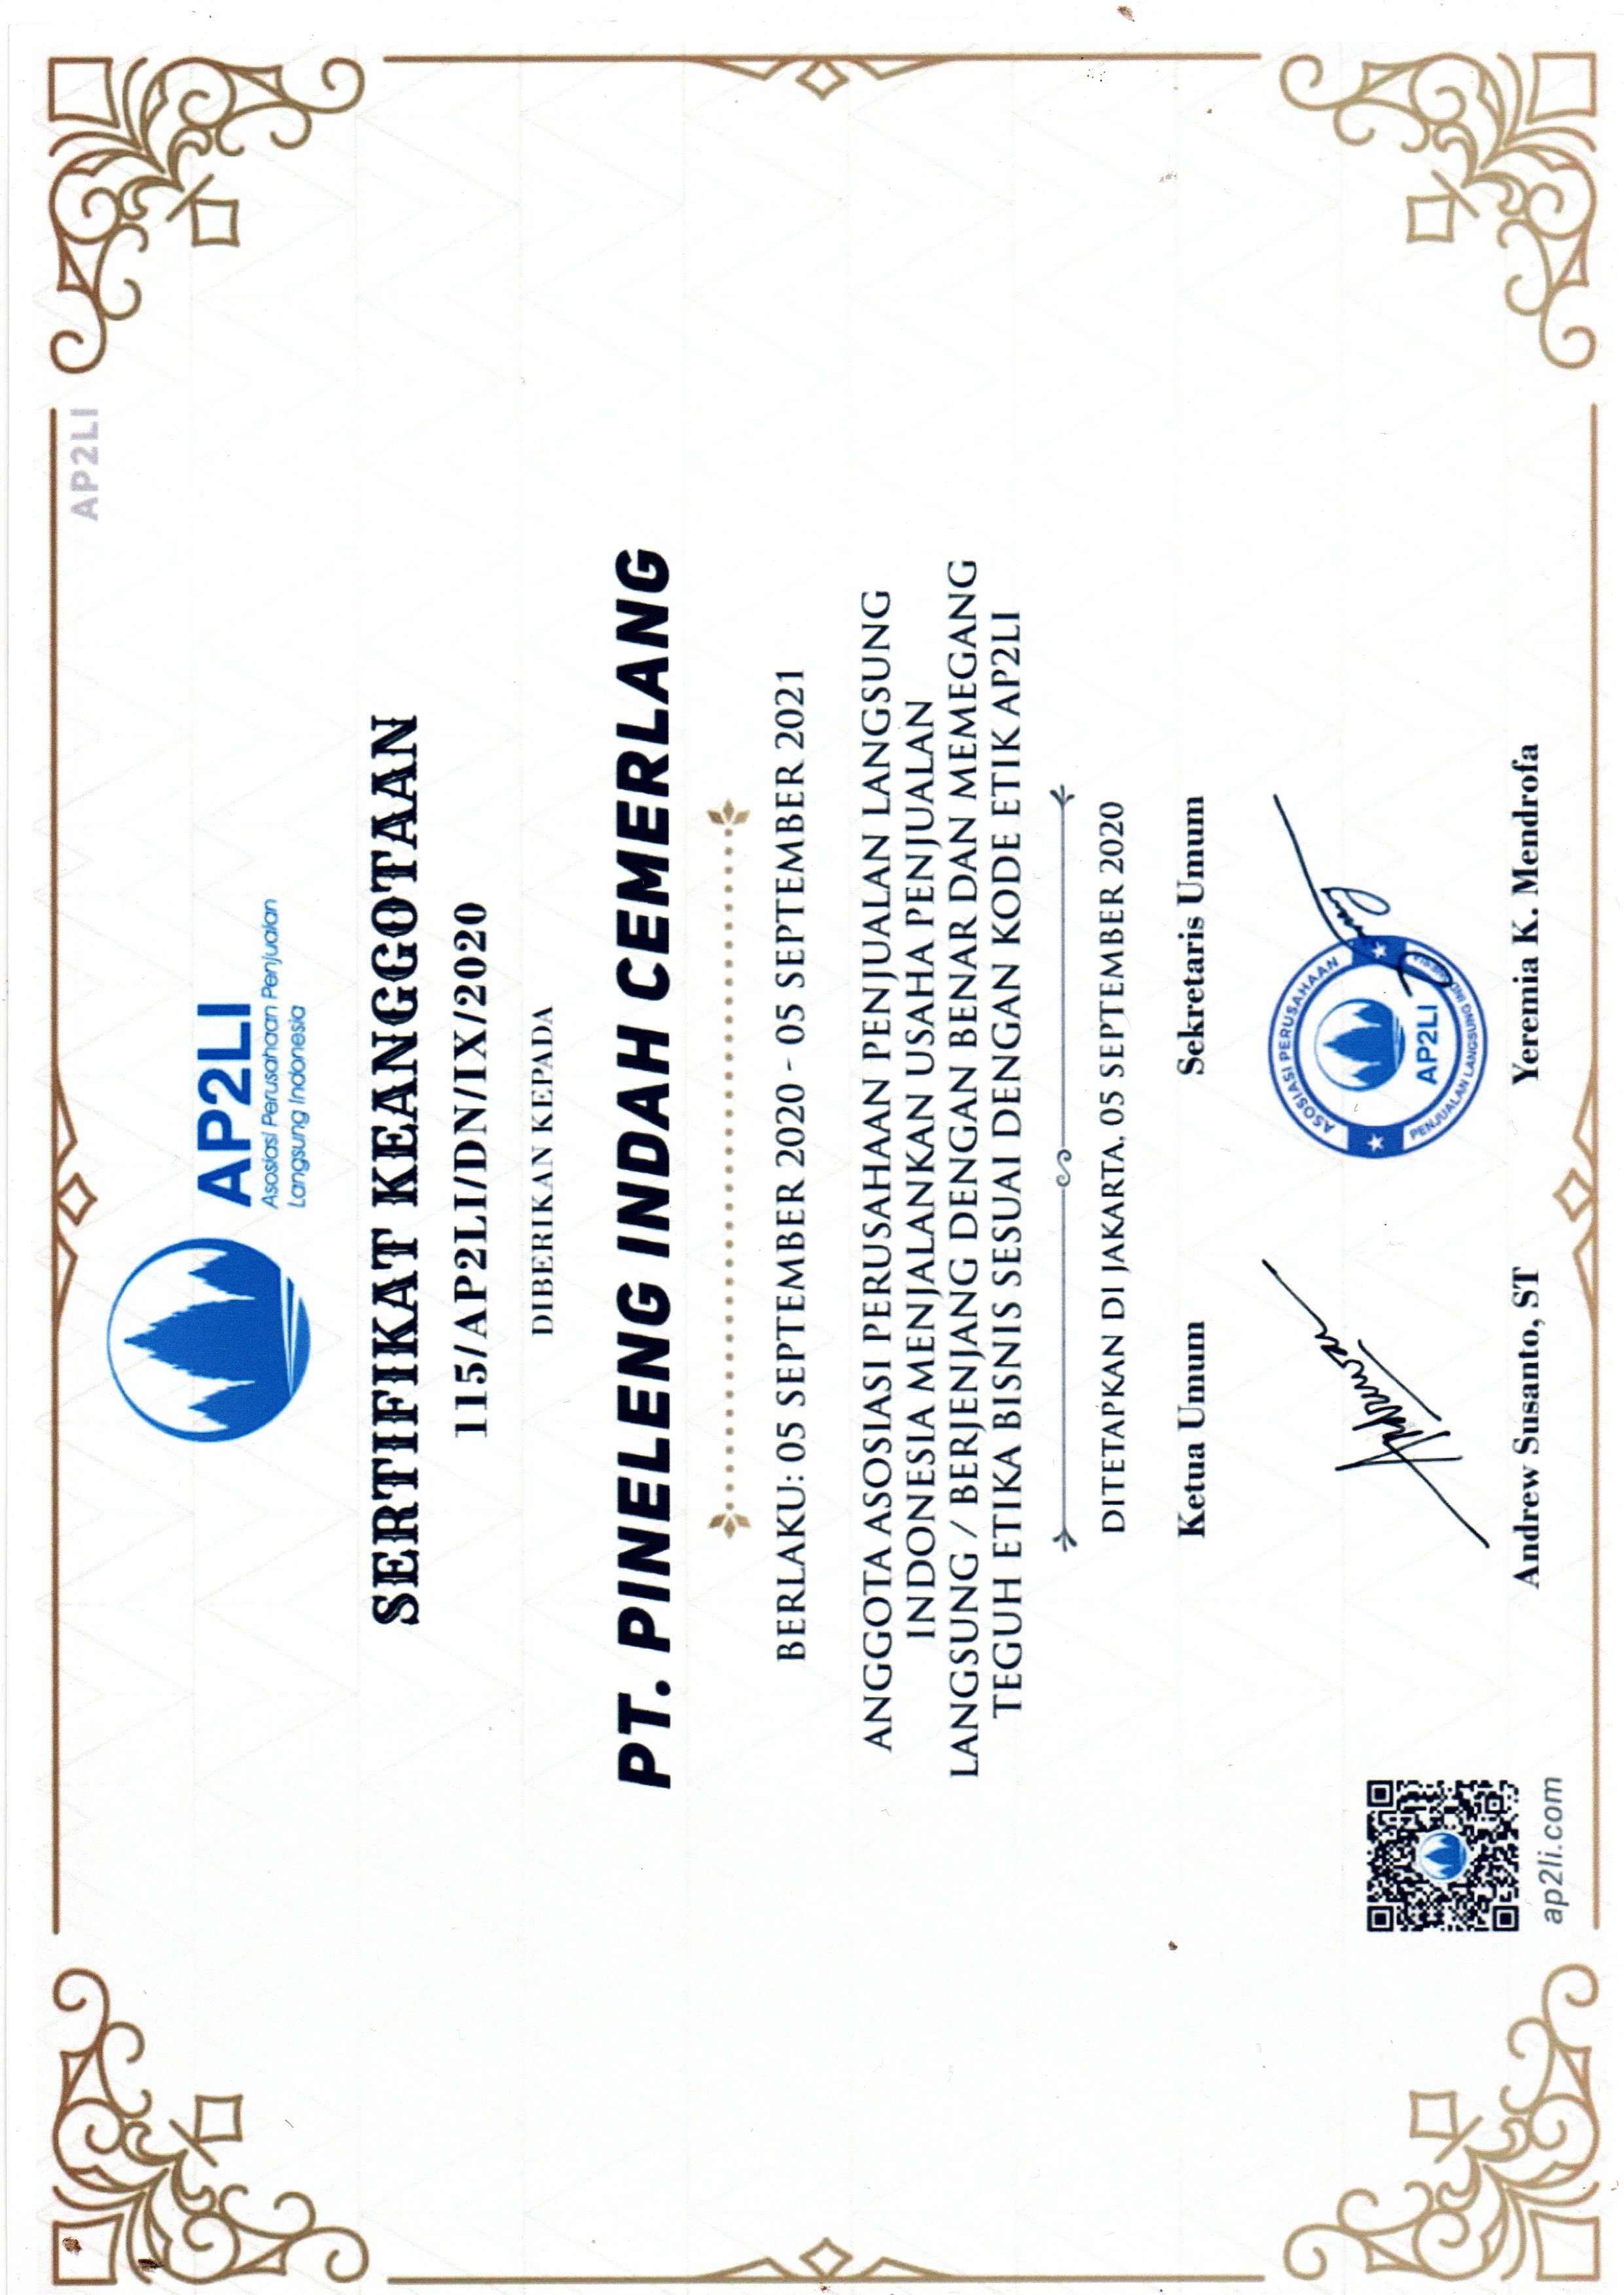 AP2LI
AP2LI
Asosiasi Perusahaan Penjualan
Langsung Indonesia
SERTIFIKAT KEANGGOTAAN
115/AP2LI/DN/IX/2020
DIBERIKAN KEPADA
PT. PINELENG INDAH CEMERLANG
BERLAKU: 05 SEPTEMBER 2020 - 05 SEPTEMBER 2021
ANGGOTA ASOSIASI PERUSAHAAN PENJUALAN LANGSUNG
INDONESIA MENJALANKAN USAHA PENJUALAN
LANGSUNG / BERJENJANG DENGAN BENAR DAN MEMEGANG
TEGUH ETIKA BISNIS SESUAI DENGAN KODE ETIK AP2LI
DITETAPKAN DI JAKARTA, 05 SEPTEMBER 2020
Ketua Umum
Sekretaris Umum
ASOSIASI PERUSAHAAN
AP2LI
PENJUALAN LANGSUNG INDONESIA
Andrew Susanto, ST
Yeremia K. Mendrofa
ap2li.com